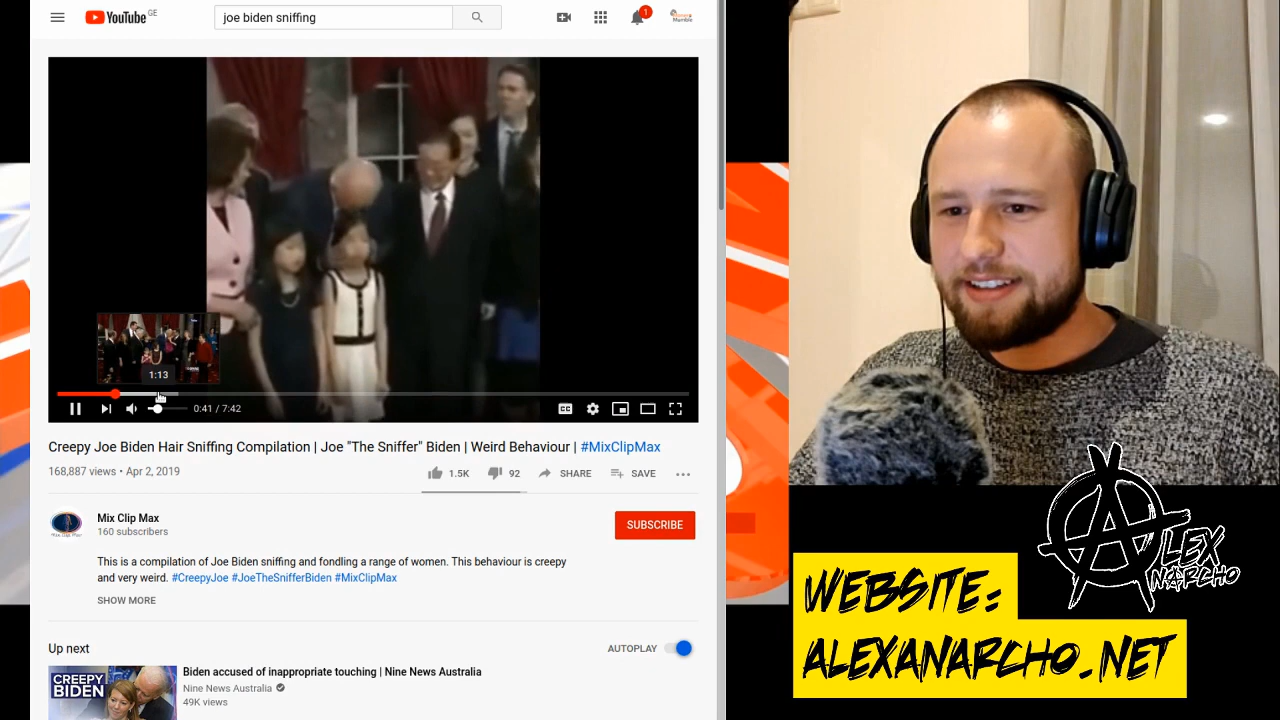 YouTube GE
joe biden sniffing
1
1:13
0:41 / 7:42
CC
Creepy Joe Biden Hair Sniffing Compilation | Joe "The Sniffer" Biden | Weird Behaviour | #MixClipMax
168,887 views • Apr 2, 2019
1.5K
92
SHARE
SAVE
Mix Clip Max
160 subscribers
SUBSCRIBE
This is a compilation of Joe Biden sniffing and fondling a range of women. This behaviour is creepy
and very weird. #CreepyJoe #JoeTheSnifferBiden #MixClipMax
SHOW MORE
Up next
AUTOPLAY
CREEPY
BIDEN
Biden accused of inappropriate touching | Nine News Australia
Nine News Australia
49K views
ALEX
NARCHO
WEBSITE:
ALEXANARCHO.NET